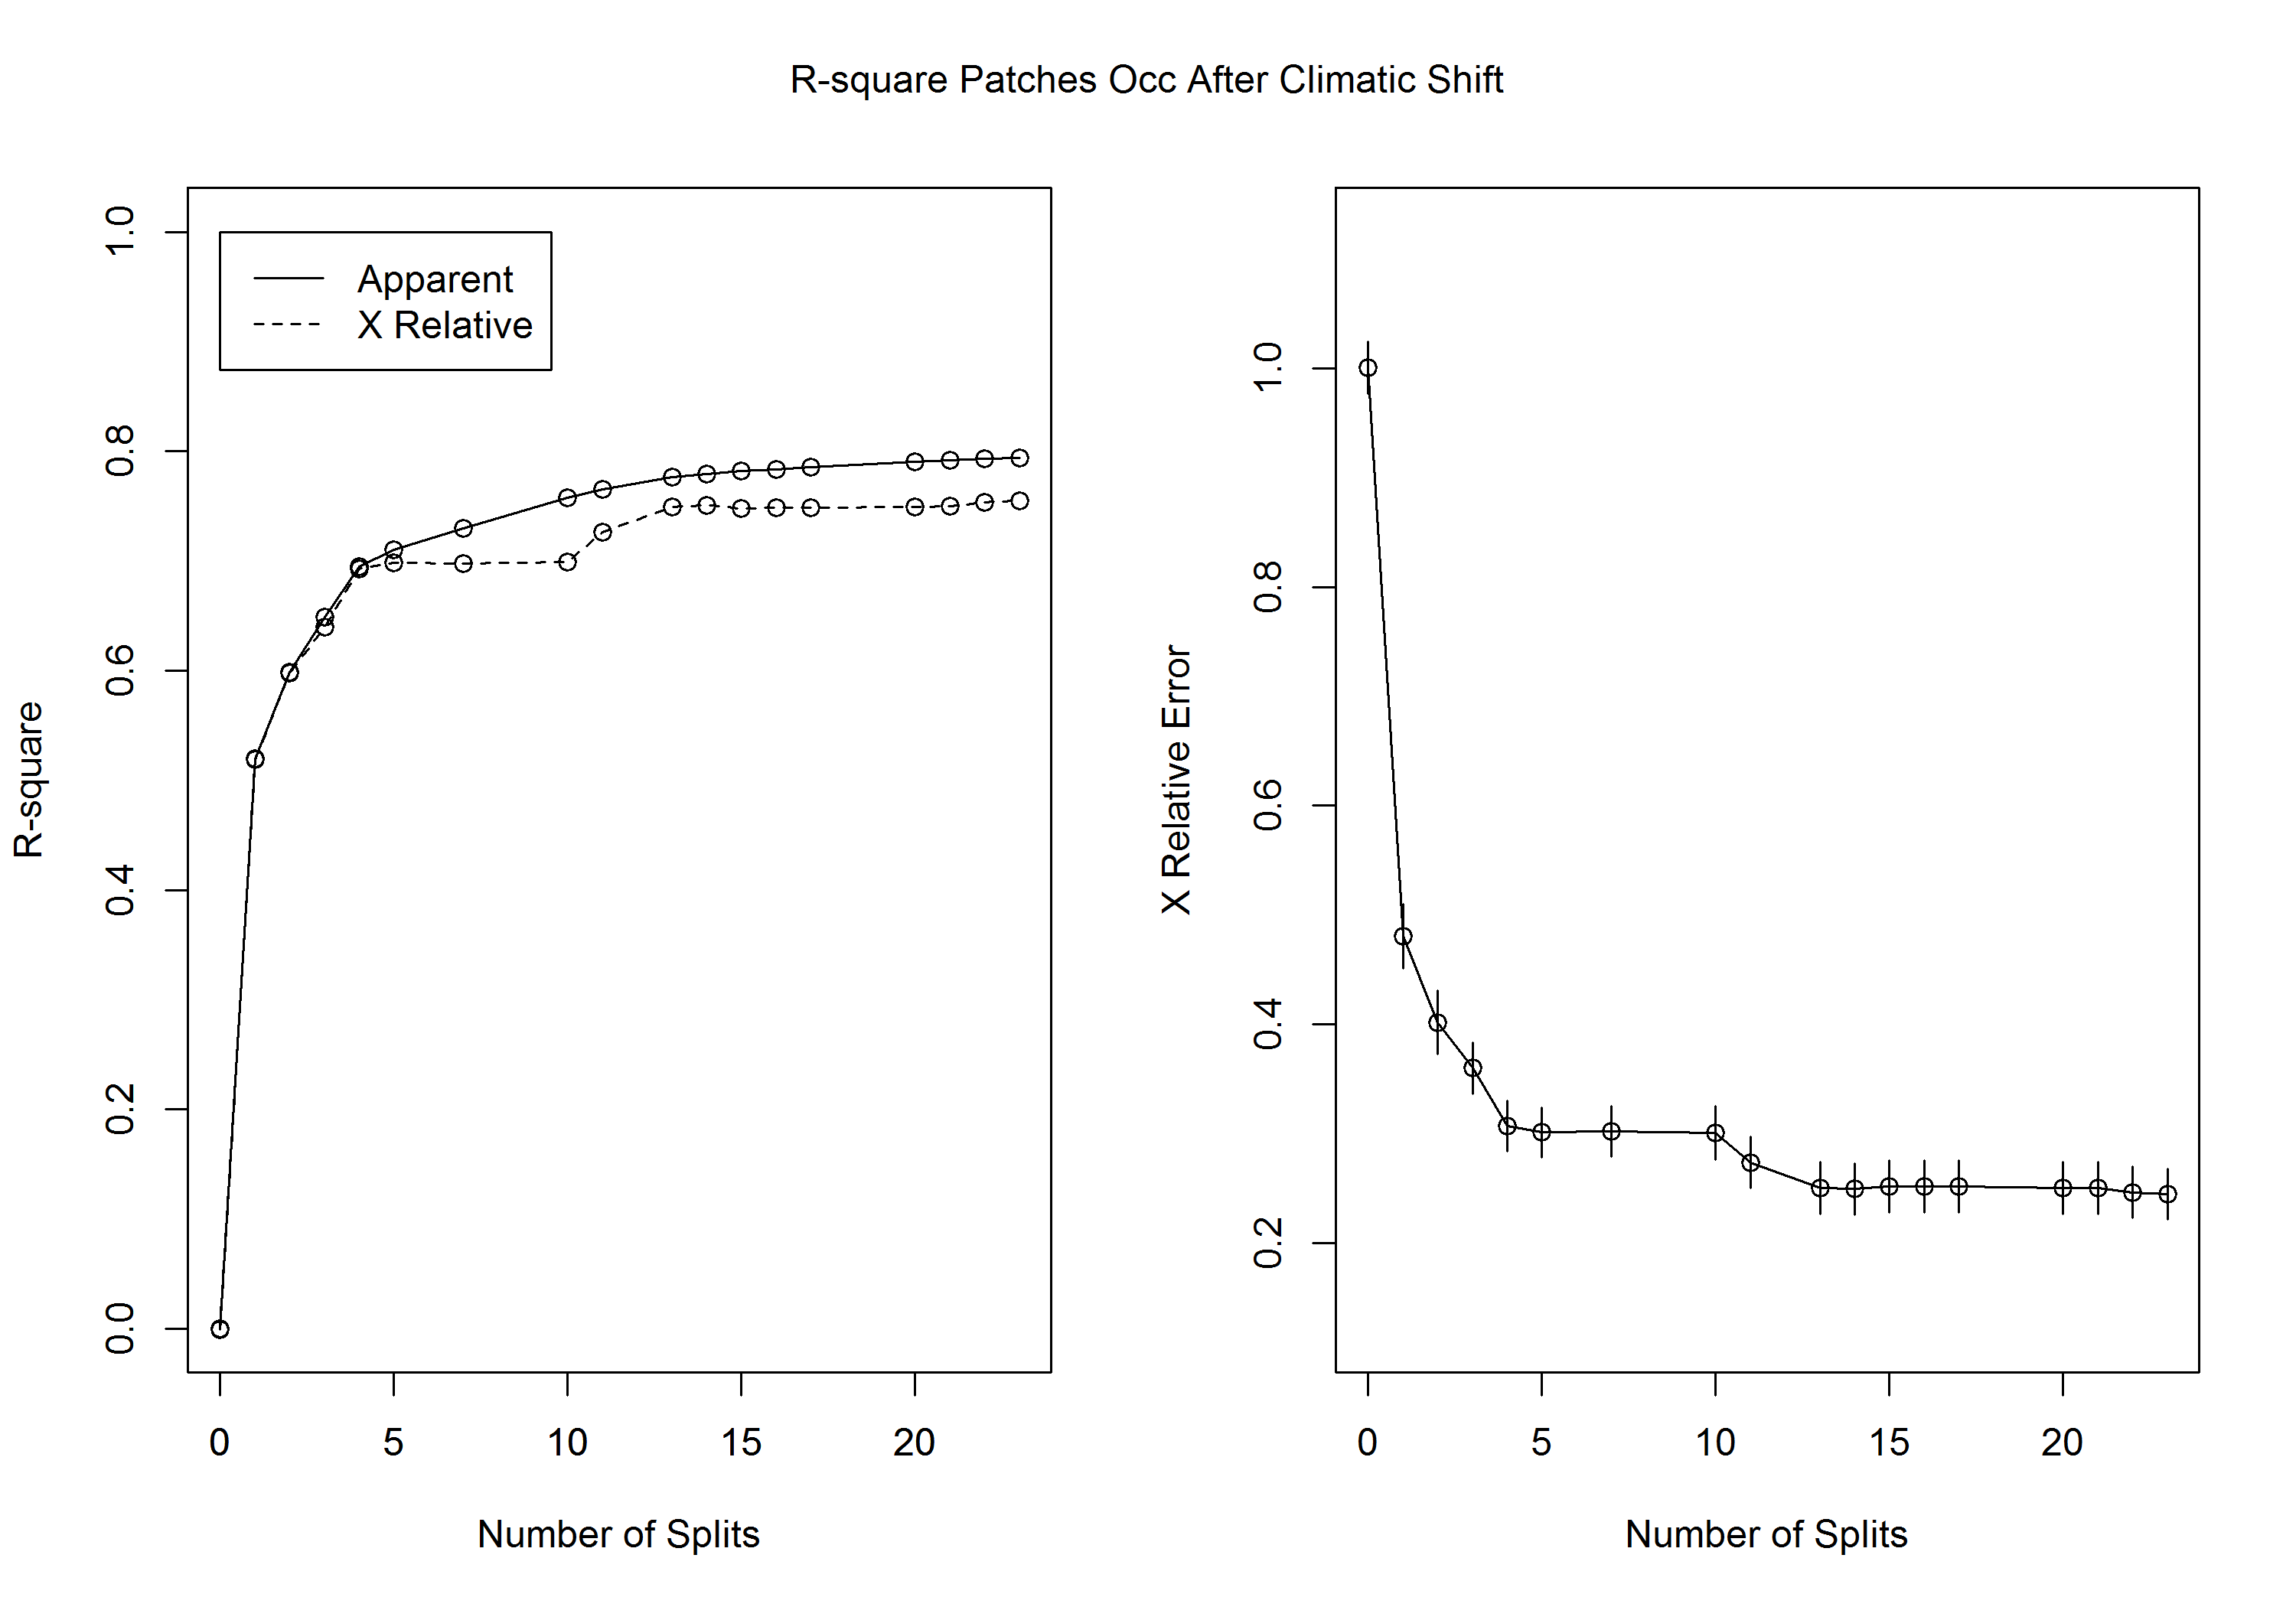 R-square Patches Occ After Climatic Shift
Apparent
X Relative
R-square
1.0
0.8
0.6
0.4
0.2
0.0
0 5 10 15 20
Number of Splits
X Relative Error
1.0
0.8
0.6
0.4
0.2
0 5 10 15 20
Number of Splits